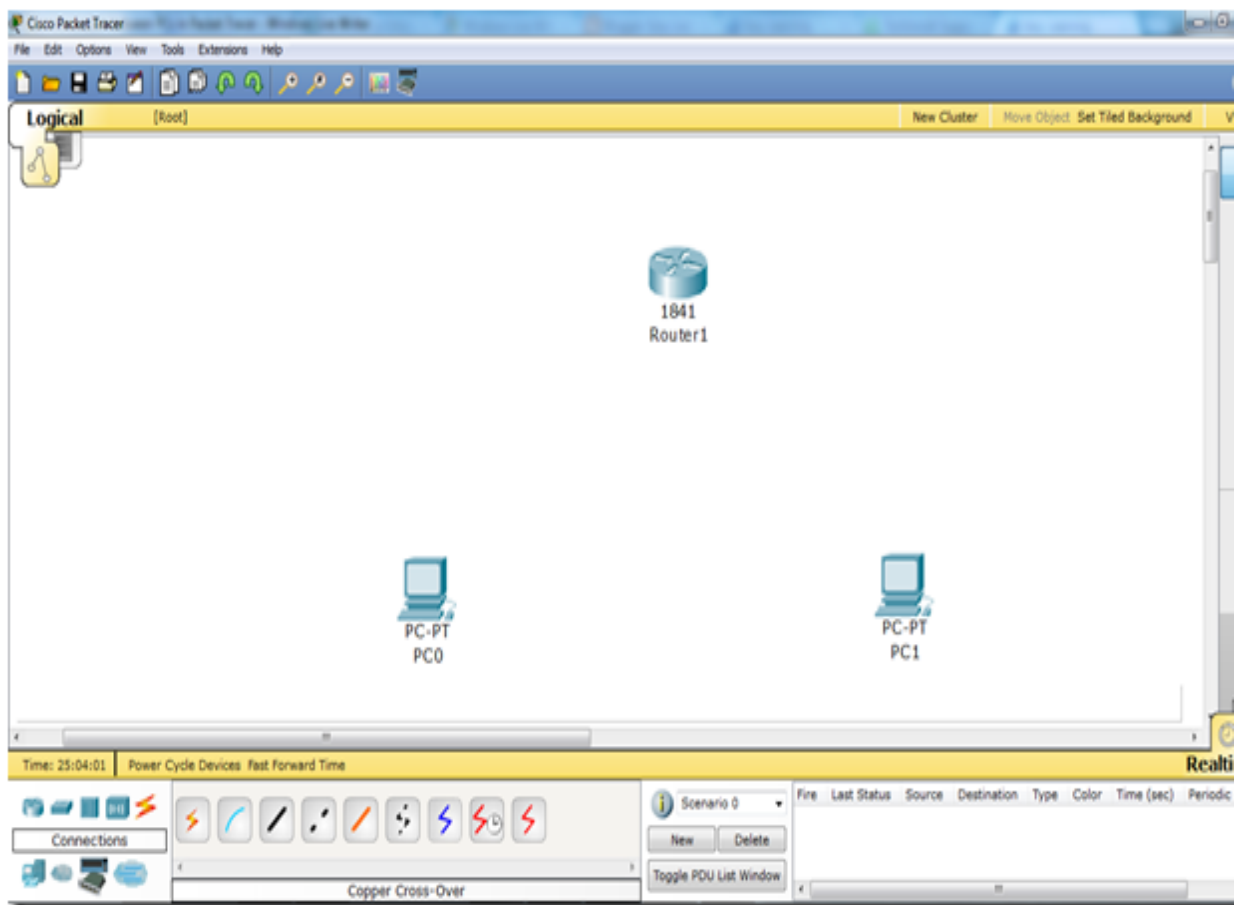 Cisco Packet Tracer
File Edit Options View Tools Extensions Help
Logical [Root] New Cluster Move Object Set Tiled Background V
1841
Router1
PC-PT
PC0
PC-PT
PC1
Time: 25:04:01 Power Cycle Devices Fast Forward Time Realti
Connections
Copper Cross-Over
Scenario 0
New Delete
Toggle PDU List Window
Fire Last Status Source Destination Type Color Time (sec) Periodic